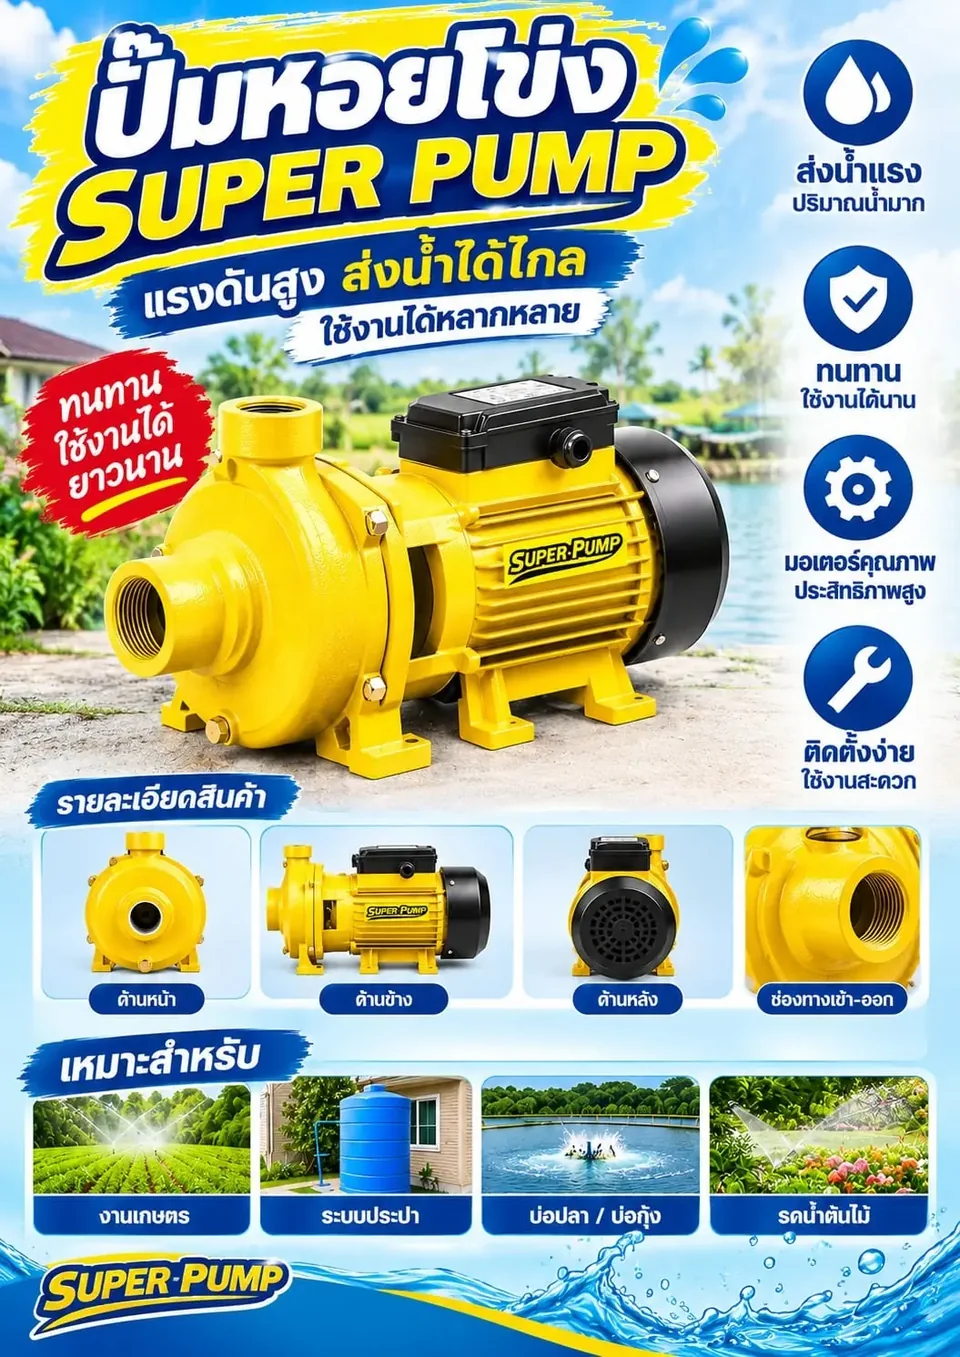 ปั๊มหอยโข่ง
SUPER PUMP
แรงดันสูง ส่งน้ำได้ไกล
ใช้งานได้หลากหลาย
ทนทาน
ใช้งานได้
ยาวนาน
ส่งน้ำแรง
ปริมาณน้ำมาก
ทนทาน
ใช้งานได้นาน
มอเตอร์คุณภาพ
ประสิทธิภาพสูง
ติดตั้งง่าย
ใช้งานสะดวก
SUPER-PUMP
รายละเอียดสินค้า
SUPER PUMP
ด้านหน้า
ด้านข้าง
ด้านหลัง
ช่องทางเข้า-ออก
เหมาะสำหรับ
งานเกษตร
ระบบประปา
บ่อปลา / บ่อกุ้ง
รดน้ำต้นไม้
SUPER-PUMP